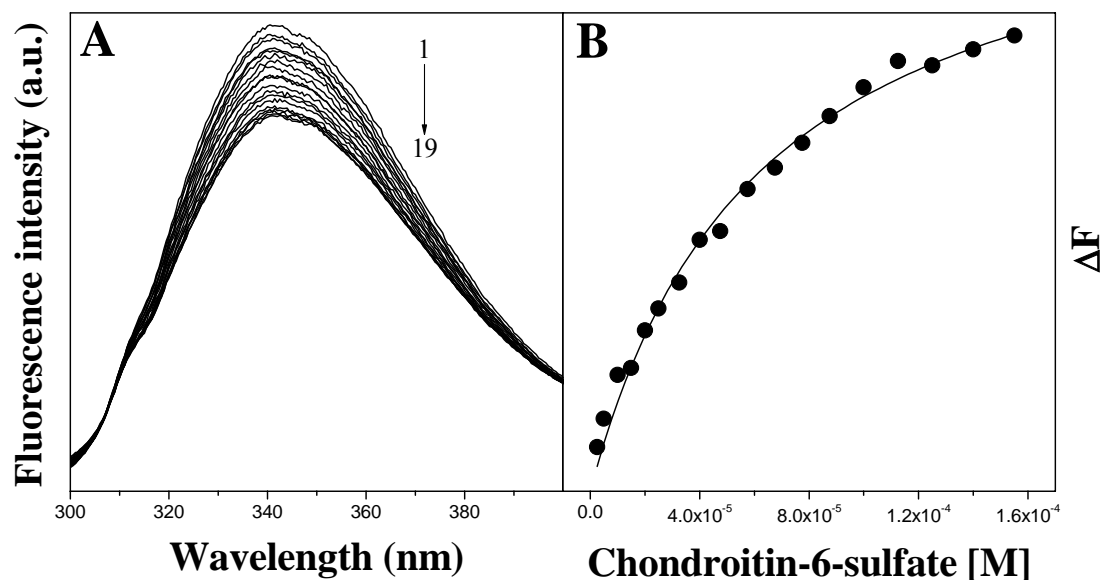 A
B
1
19
Fluorescence intensity (a.u.)
ΔF
300 320 340 360 380
0.0 4.0x10⁻⁵ 8.0x10⁻⁵ 1.2x10⁻⁴ 1.6x10⁻⁴
Wavelength (nm)
Chondroitin-6-sulfate [M]